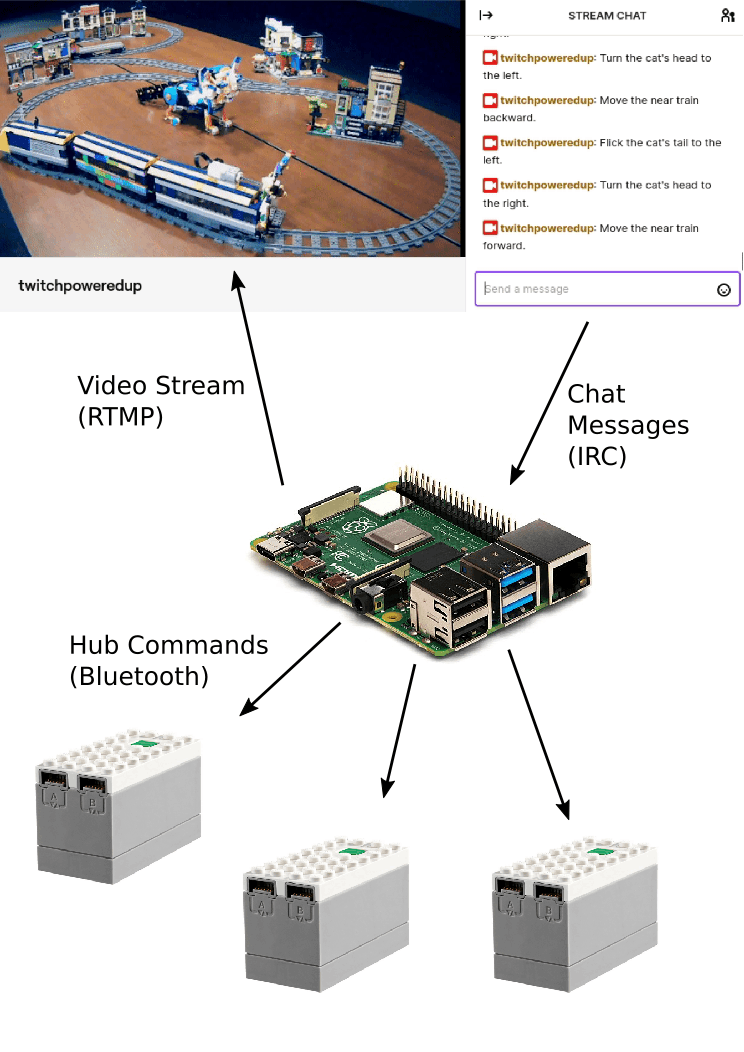 STREAM CHAT
right.
twitchpoweredup: Turn the cat's head to
the left.
twitchpoweredup: Move the near train
backward.
twitchpoweredup: Flick the cat's tail to the
left.
twitchpoweredup: Turn the cat's head to
the right.
twitchpoweredup: Move the near train
forward.
twitchpoweredup
Send a message
Video Stream
(RTMP)
Chat
Messages
(IRC)
Hub Commands
(Bluetooth)
A B
A B
A B